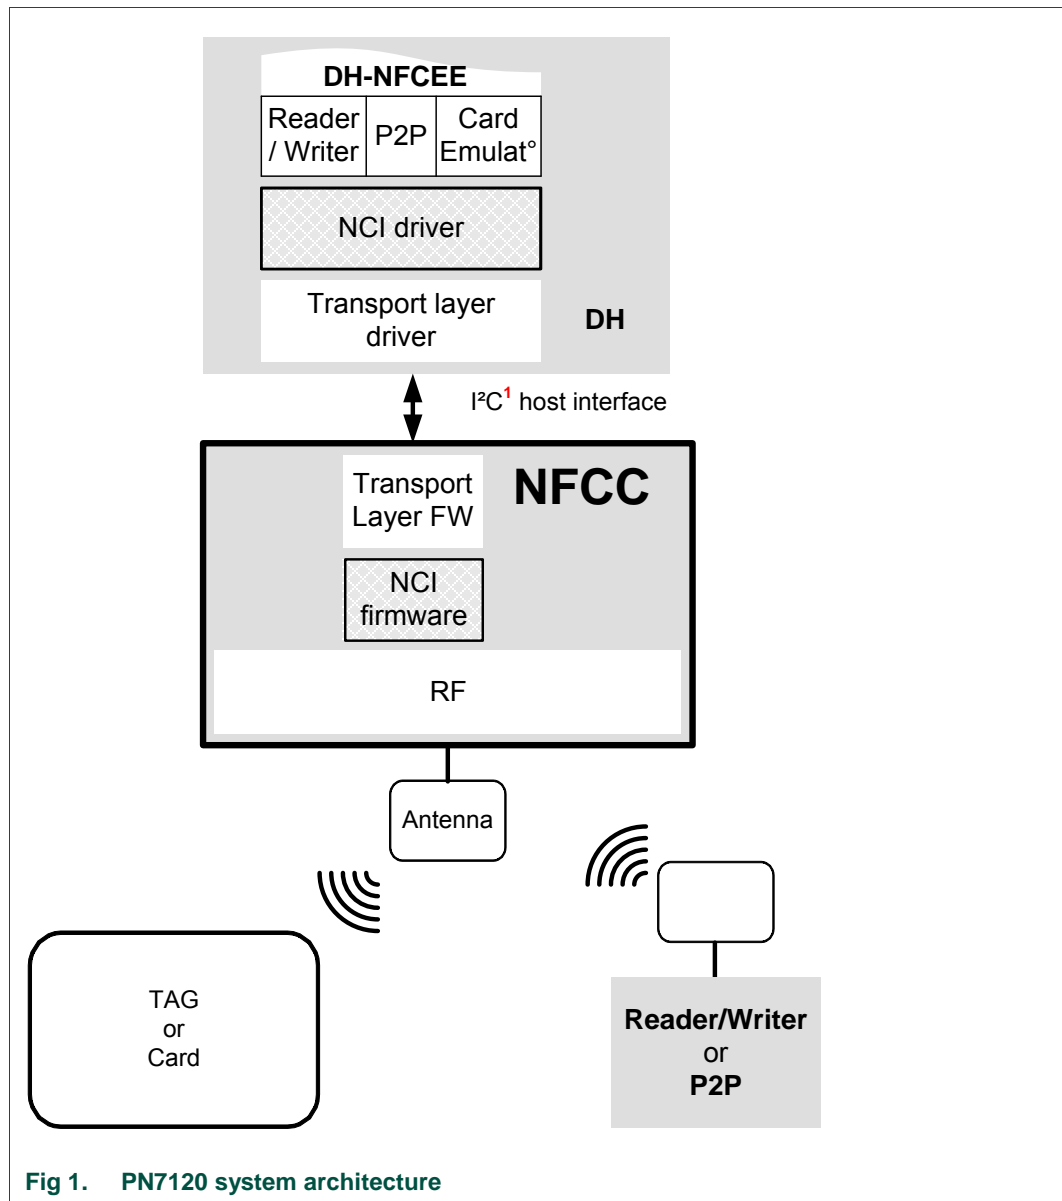 DH-NFCEE
Reader
/ Writer
P2P
Card
Emulat°
NCI driver
Transport layer
driver
DH
I²C¹ host interface
NFCC
Transport
Layer FW
NCI
firmware
RF
Antenna
TAG
or
Card
Reader/Writer
or
P2P
Fig 1. PN7120 system architecture